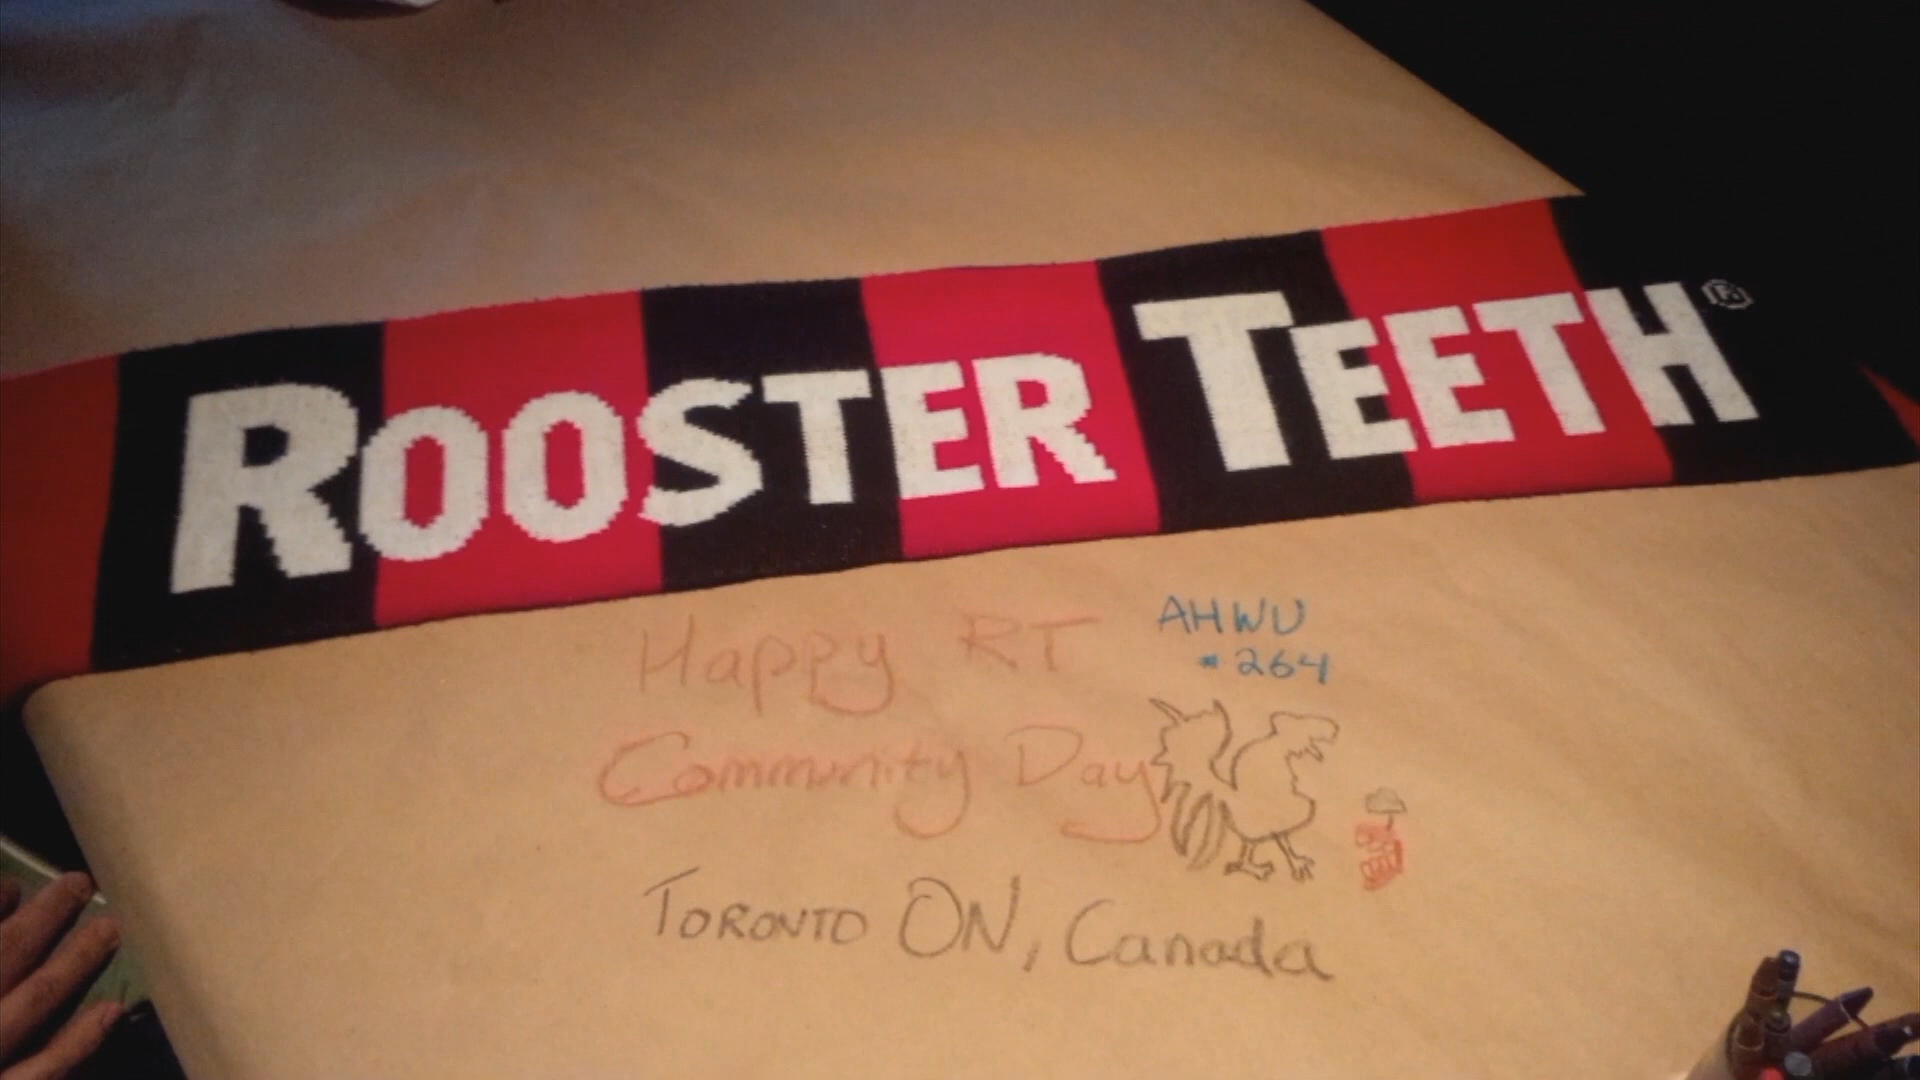 ROOSTER TEETH®
Happy RT
Community Day
AHWU
#264
TORONTO ON, Canada